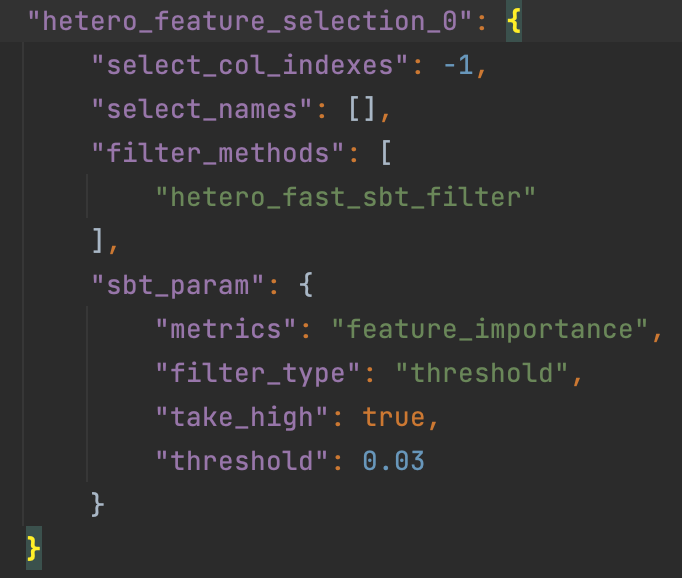 "hetero_feature_selection_0": {
"select_col_indexes": -1,
"select_names": [],
"filter_methods": [
"hetero_fast_sbt_filter"
],
"sbt_param": {
"metrics": "feature_importance",
"filter_type": "threshold",
"take_high": true,
"threshold": 0.03
}
}